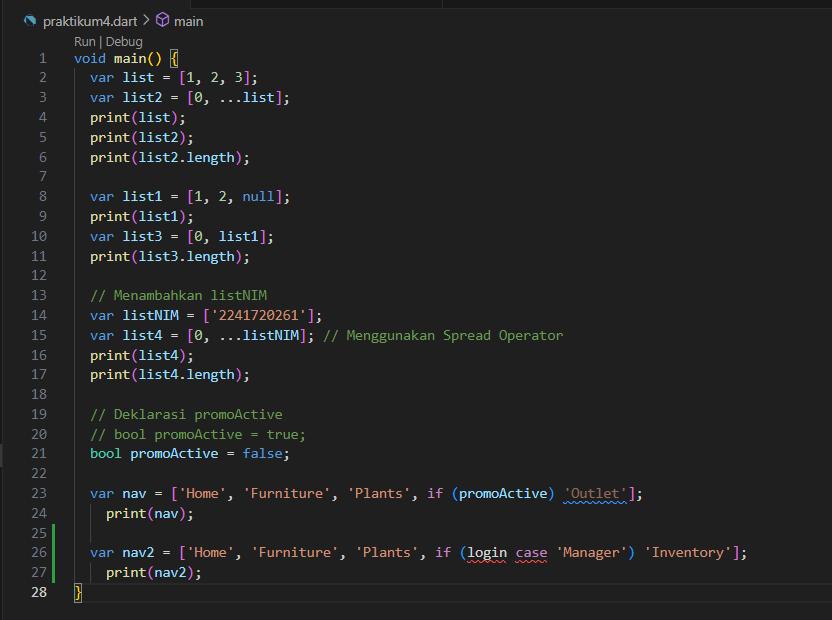 praktikum4.dart > main
Run | Debug
1 void main() {
2 var list = [1, 2, 3];
3 var list2 = [0, ...list];
4 print(list);
5 print(list2);
6 print(list2.length);
7
8 var list1 = [1, 2, null];
9 print(list1);
10 var list3 = [0, list1];
11 print(list3.length);
12
13 // Menambahkan listNIM
14 var listNIM = ['2241720261'];
15 var list4 = [0, ...listNIM]; // Menggunakan Spread Operator
16 print(list4);
17 print(list4.length);
18
19 // Deklarasi promoActive
20 // bool promoActive = true;
21 bool promoActive = false;
22
23 var nav = ['Home', 'Furniture', 'Plants', if (promoActive) 'Outlet'];
24 print(nav);
25
26 var nav2 = ['Home', 'Furniture', 'Plants', if (login case 'Manager') 'Inventory'];
27 print(nav2);
28 }